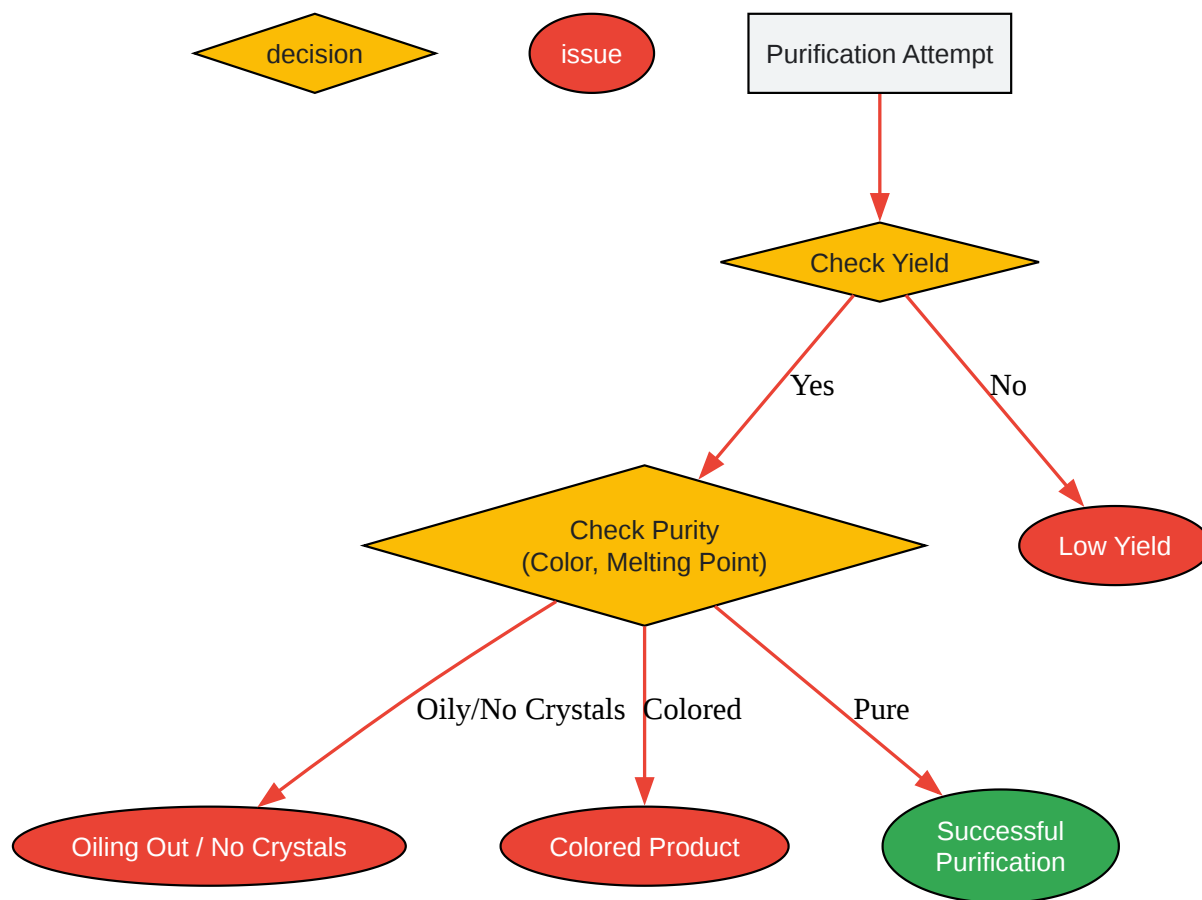 decision
issue
Purification Attempt
Check Yield
Yes
No
Check Purity
(Color, Melting Point)
Low Yield
Oily/No Crystals
Colored
Pure
Oiling Out / No Crystals
Colored Product
Successful
Purification